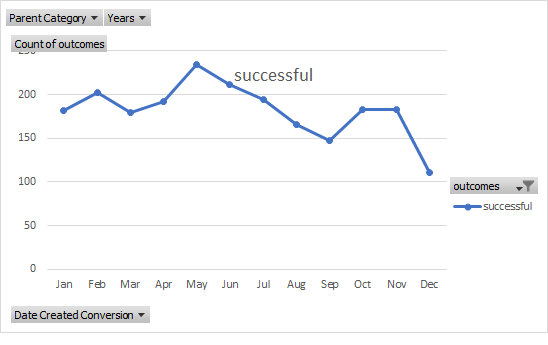 Parent Category Years
Count of outcomes
250
successful
200
150
100
50
0
outcomes
successful
Jan Feb Mar Apr May Jun Jul Aug Sep Oct Nov Dec
Date Created Conversion